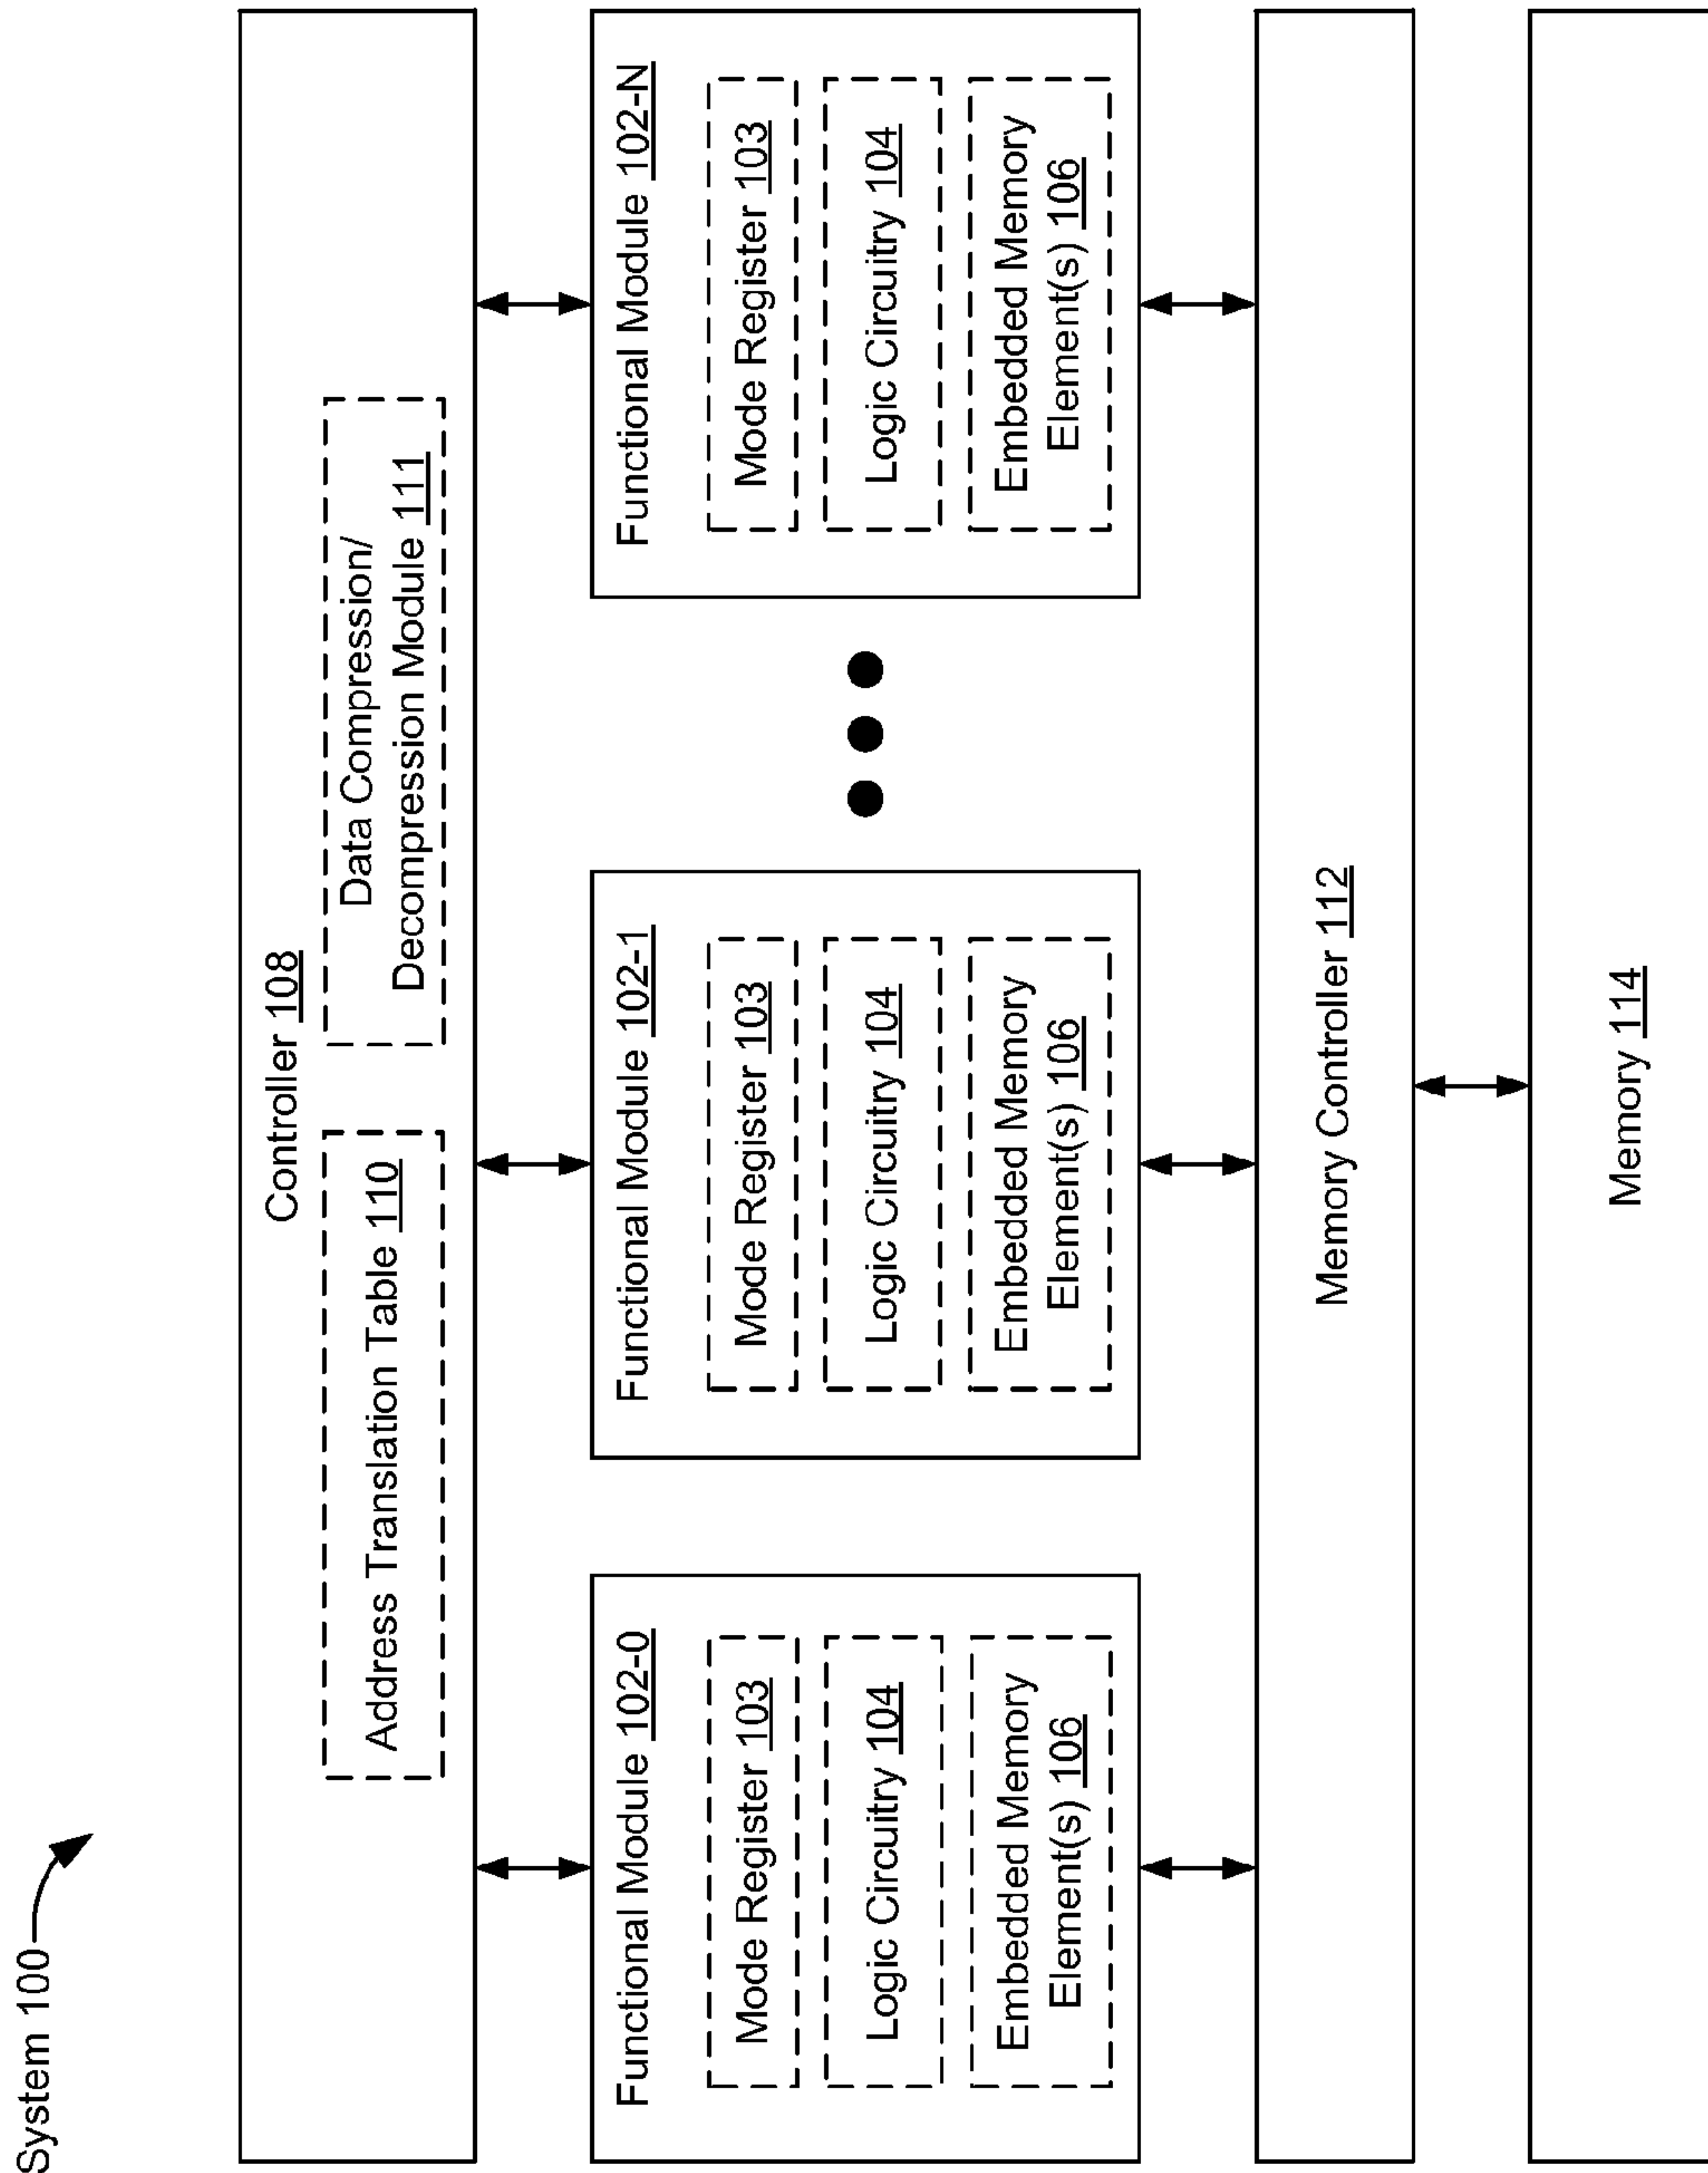 System 100
Controller 108
Address Translation Table 110
Data Compression/
Decompression Module 111
Functional Module 102-0
Mode Register 103
Logic Circuitry 104
Embedded Memory
Element(s) 106
Functional Module 102-1
Mode Register 103
Logic Circuitry 104
Embedded Memory
Element(s) 106
Functional Module 102-N
Mode Register 103
Logic Circuitry 104
Embedded Memory
Element(s) 106
Memory Controller 112
Memory 114